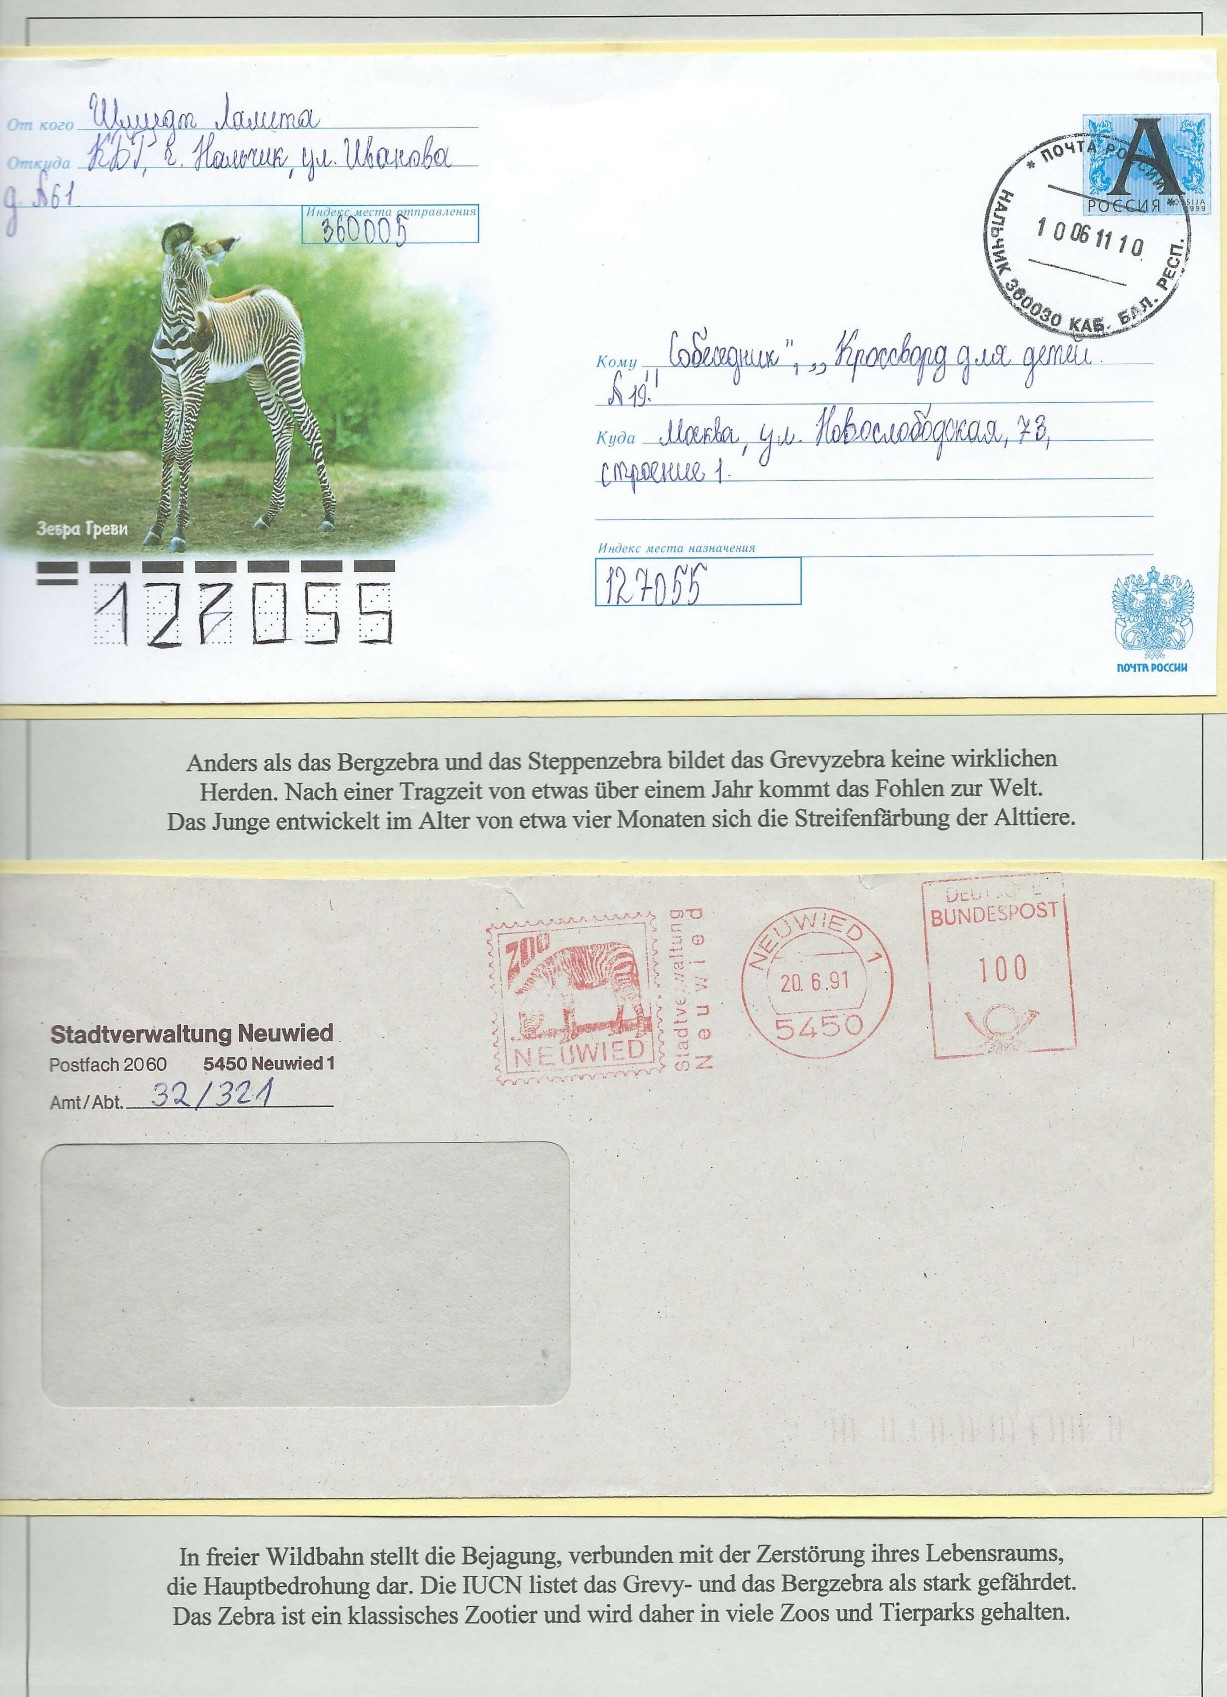 От кого Шмидт Лалита
Откуда КБР, г. Нальчик, ул. Иванова
д. №61
Индекс места отправления
360005
А
РОССИЯ ROSSIJA
1999
* ПОЧТА РОССИИ *
НАЛЬЧИК 360030 КАБ. БАЛ. РЕСП.
10 06 11 10
Кому „Собеседник", „Кроссворд для детей
№19."
Куда Москва, ул. Новослободская, 73,
строение 1.
Индекс места назначения
127055
Зебра Греви
127055
ПОЧТА РОССИИ
Anders als das Bergzebra und das Steppenzebra bildet das Grevyzebra keine wirklichen
Herden. Nach einer Tragzeit von etwas über einem Jahr kommt das Fohlen zur Welt.
Das Junge entwickelt im Alter von etwa vier Monaten sich die Streifenfärbung der Alttiere.
ZOO
NEUWIED
Stadtverwaltung
Neuwied
NEUWIED 1
20. 6.91
5450
DEUTSCHE
BUNDESPOST
100
Stadtverwaltung Neuwied
Postfach 2060 5450 Neuwied 1
Amt/Abt. 32/321
In freier Wildbahn stellt die Bejagung, verbunden mit der Zerstörung ihres Lebensraums,
die Hauptbedrohung dar. Die IUCN listet das Grevy- und das Bergzebra als stark gefährdet.
Das Zebra ist ein klassisches Zootier und wird daher in viele Zoos und Tierparks gehalten.